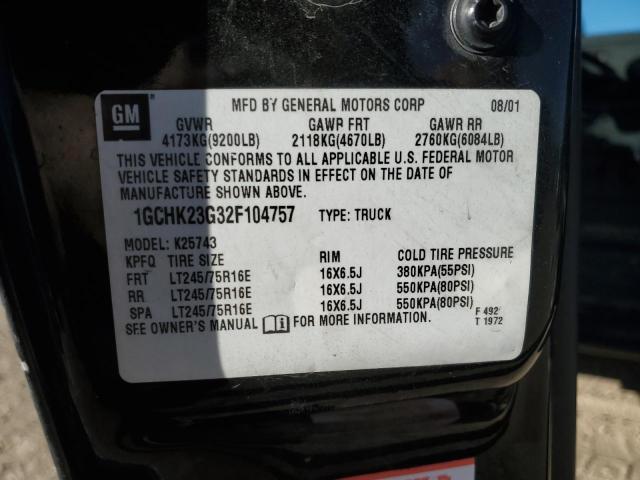 GM
MFD BY GENERAL MOTORS CORP 08/01
GVWR GAWR FRT GAWR RR
4173KG(9200LB) 2118KG(4670LB) 2760KG(6084LB)
THIS VEHICLE CONFORMS TO ALL APPLICABLE U.S. FEDERAL MOTOR
VEHICLE SAFETY STANDARDS IN EFFECT ON THE DATE OF
MANUFACTURE SHOWN ABOVE.
1GCHK23G32F104757 TYPE: TRUCK
MODEL: K25743
KPFQ TIRE SIZE RIM COLD TIRE PRESSURE
FRT LT245/75R16E 16X6.5J 380KPA(55PSI)
RR LT245/75R16E 16X6.5J 550KPA(80PSI)
SPA LT245/75R16E 16X6.5J 550KPA(80PSI)
SEE OWNER'S MANUAL i FOR MORE INFORMATION.
F 492
T 1972